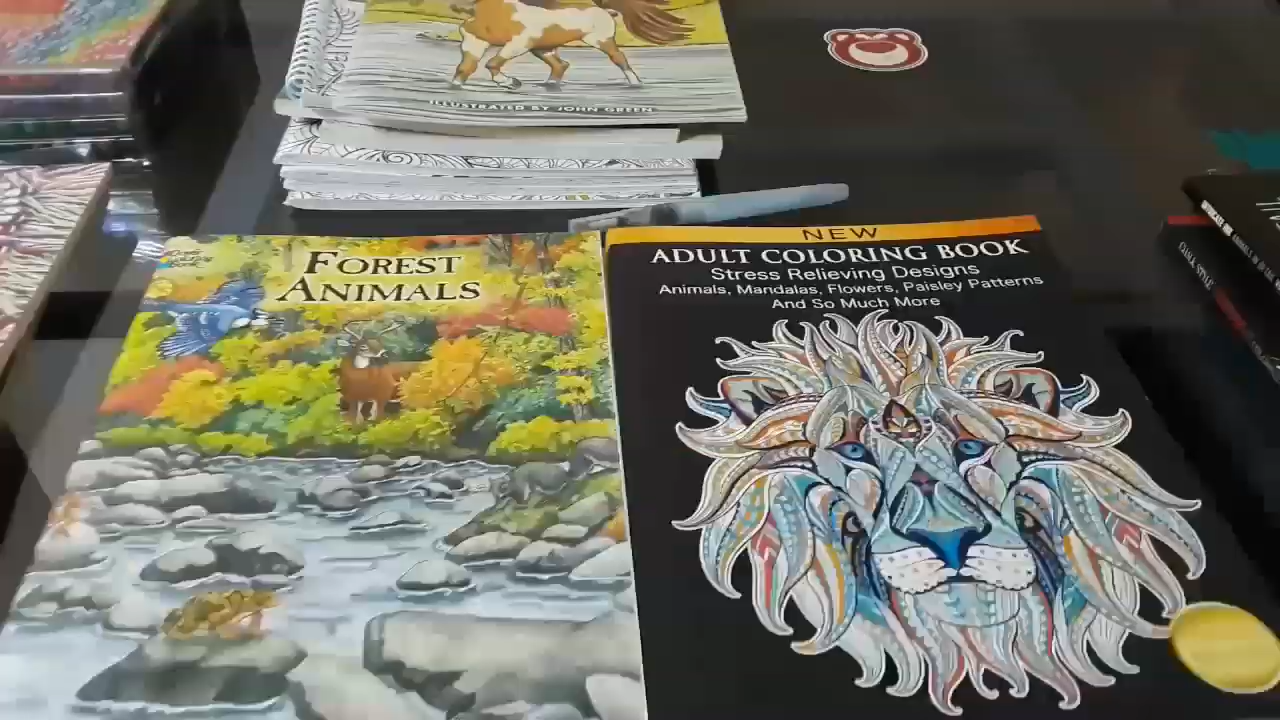 ILLUSTRATED BY JOHN GREEN
FOREST
ANIMALS
NEW
ADULT COLORING BOOK
Stress Relieving Designs
Animals, Mandalas, Flowers, Paisley Patterns
And So Much More